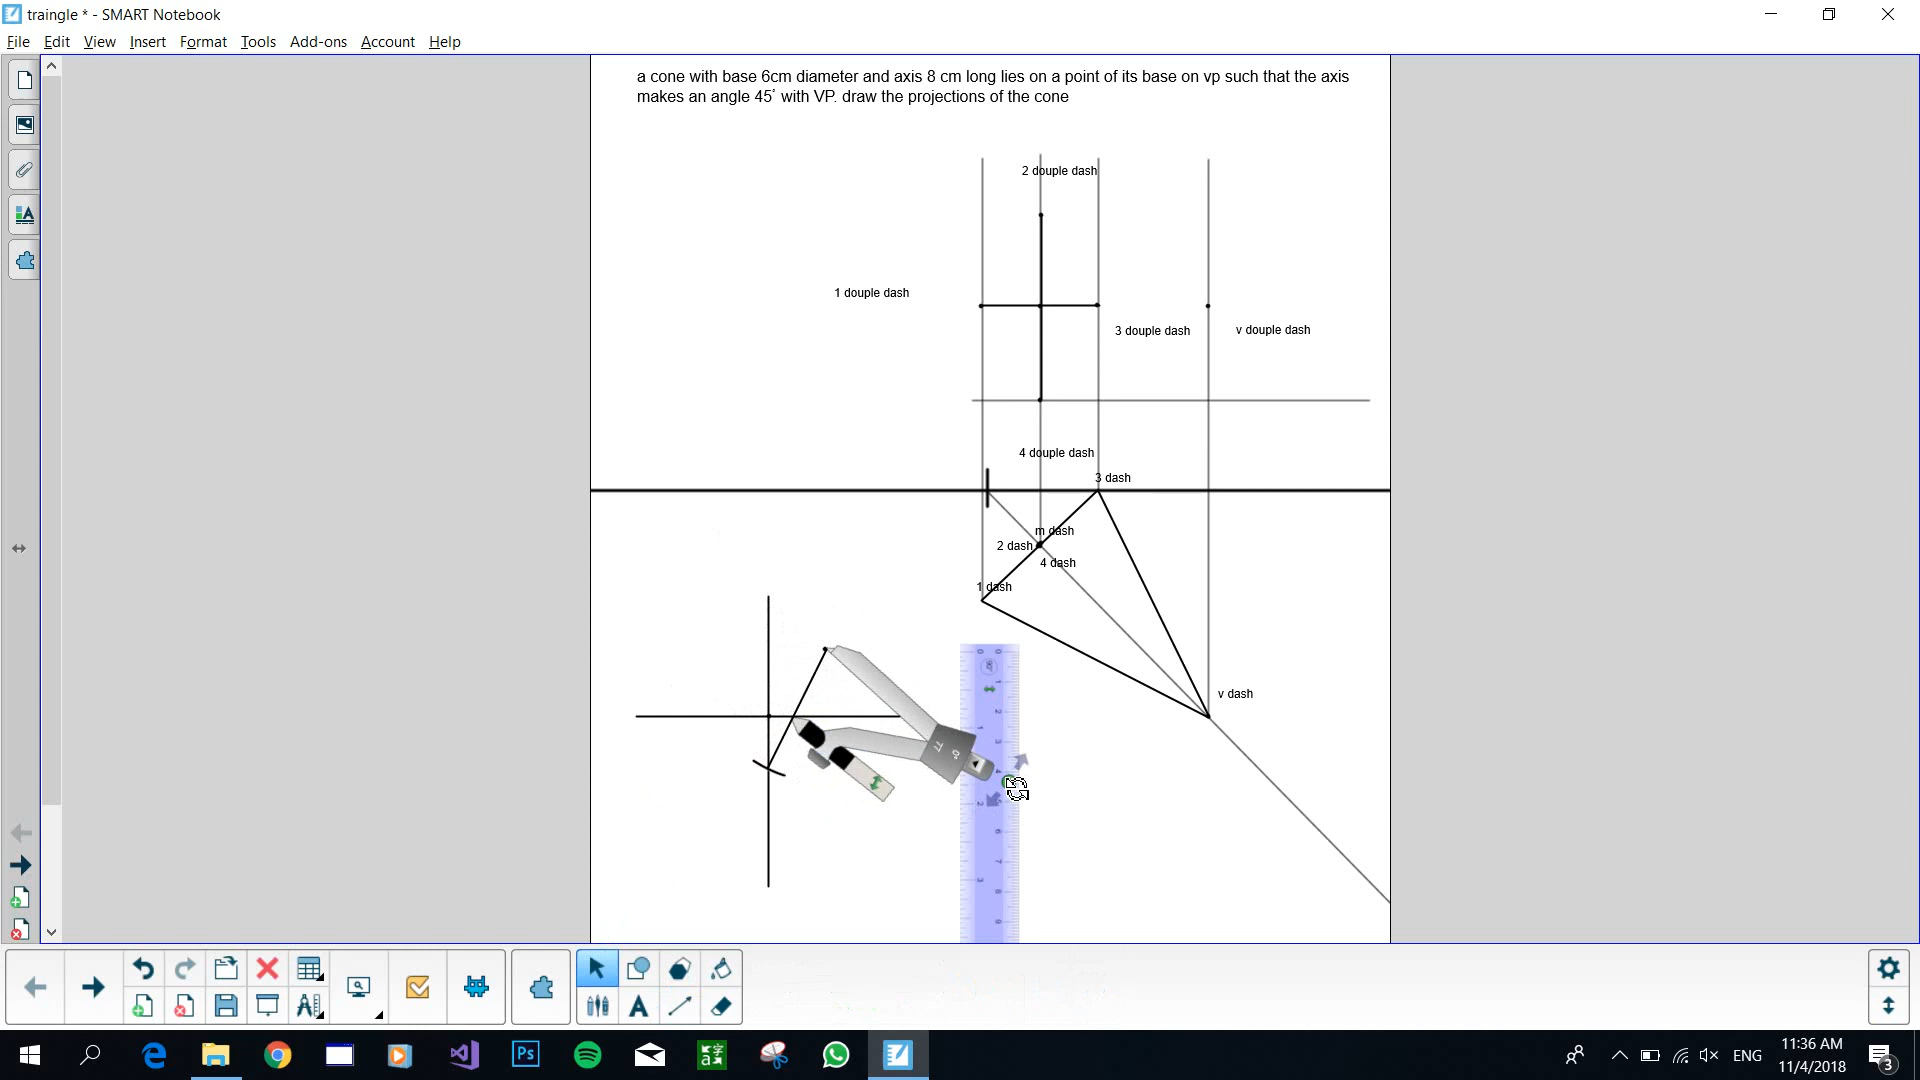 traingle * - SMART Notebook
File Edit View Insert Format Tools Add-ons Account Help
a cone with base 6cm diameter and axis 8 cm long lies on a point of its base on vp such that the axis
makes an angle 45° with VP. draw the projections of the cone
2 douple dash
1 douple dash
3 douple dash
v douple dash
4 douple dash
3 dash
m dash
2 dash
4 dash
1 dash
v dash
ENG
11:36 AM
11/4/2018
3